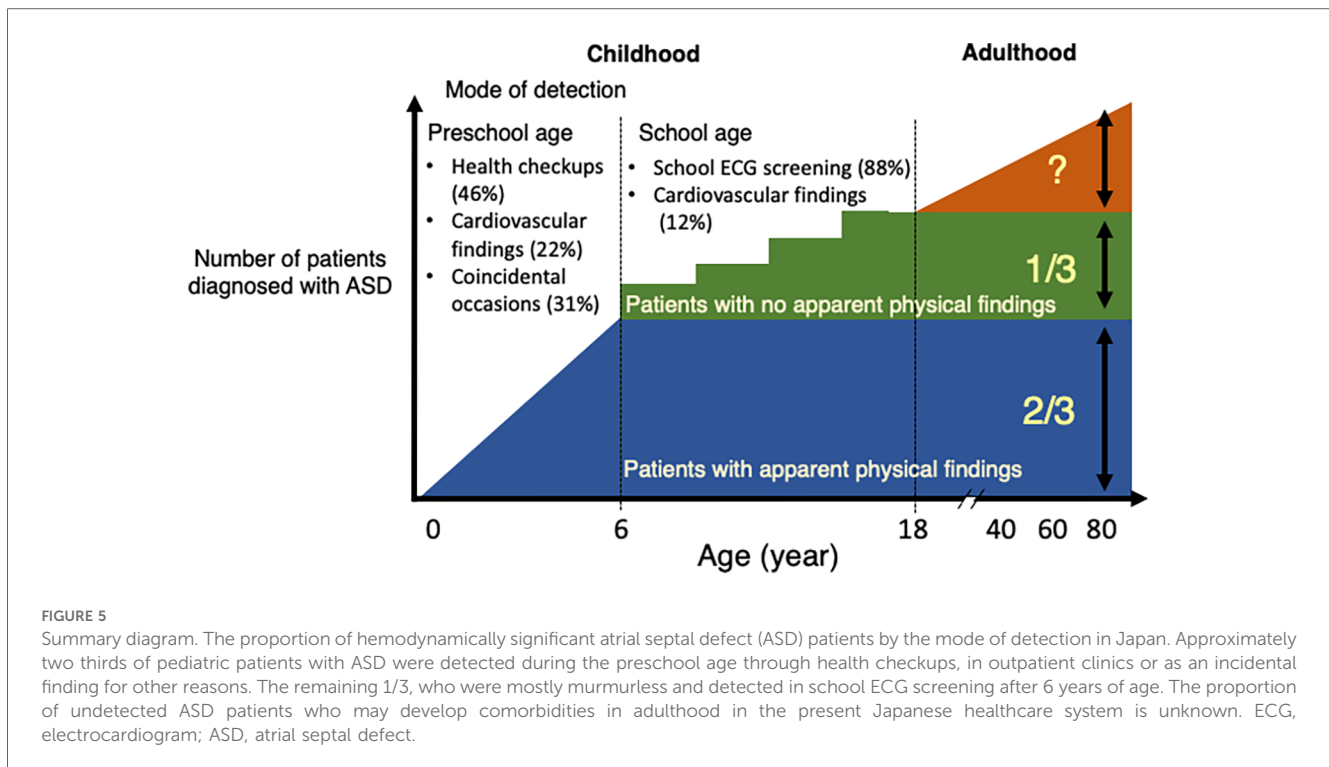 Childhood
Adulthood
Mode of detection
Preschool age
• Health checkups
(46%)
• Cardiovascular
findings (22%)
• Coincidental
occasions (31%)
School age
• School ECG screening (88%)
• Cardiovascular findings
(12%)
Number of patients
diagnosed with ASD
?
1/3
Patients with no apparent physical findings
2/3
Patients with apparent physical findings
0 6 18 40 60 80
Age (year)
FIGURE 5
Summary diagram. The proportion of hemodynamically significant atrial septal defect (ASD) patients by the mode of detection in Japan. Approximately
two thirds of pediatric patients with ASD were detected during the preschool age through health checkups, in outpatient clinics or as an incidental
finding for other reasons. The remaining 1/3, who were mostly murmurless and detected in school ECG screening after 6 years of age. The proportion
of undetected ASD patients who may develop comorbidities in adulthood in the present Japanese healthcare system is unknown. ECG,
electrocardiogram; ASD, atrial septal defect.